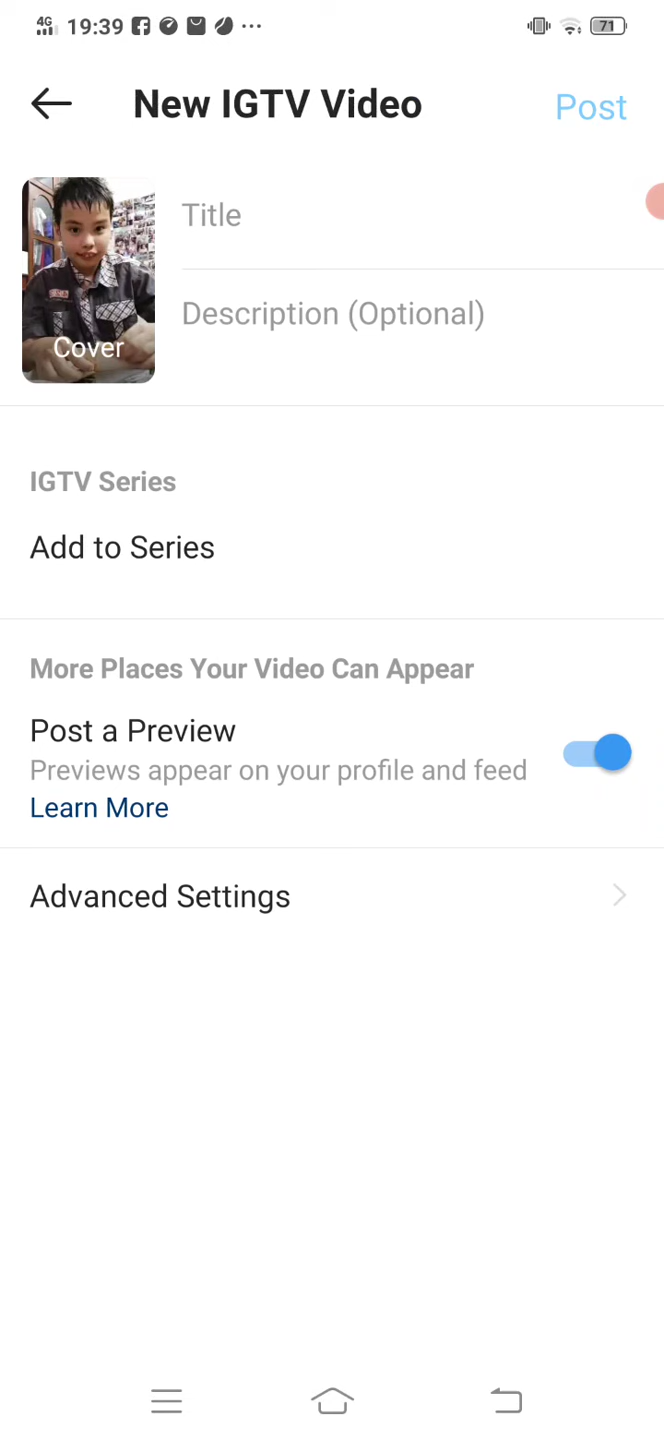 4G 19:39 71
New IGTV Video Post
Title
Description (Optional)
Cover
IGTV Series
Add to Series
More Places Your Video Can Appear
Post a Preview
Previews appear on your profile and feed
Learn More
Advanced Settings